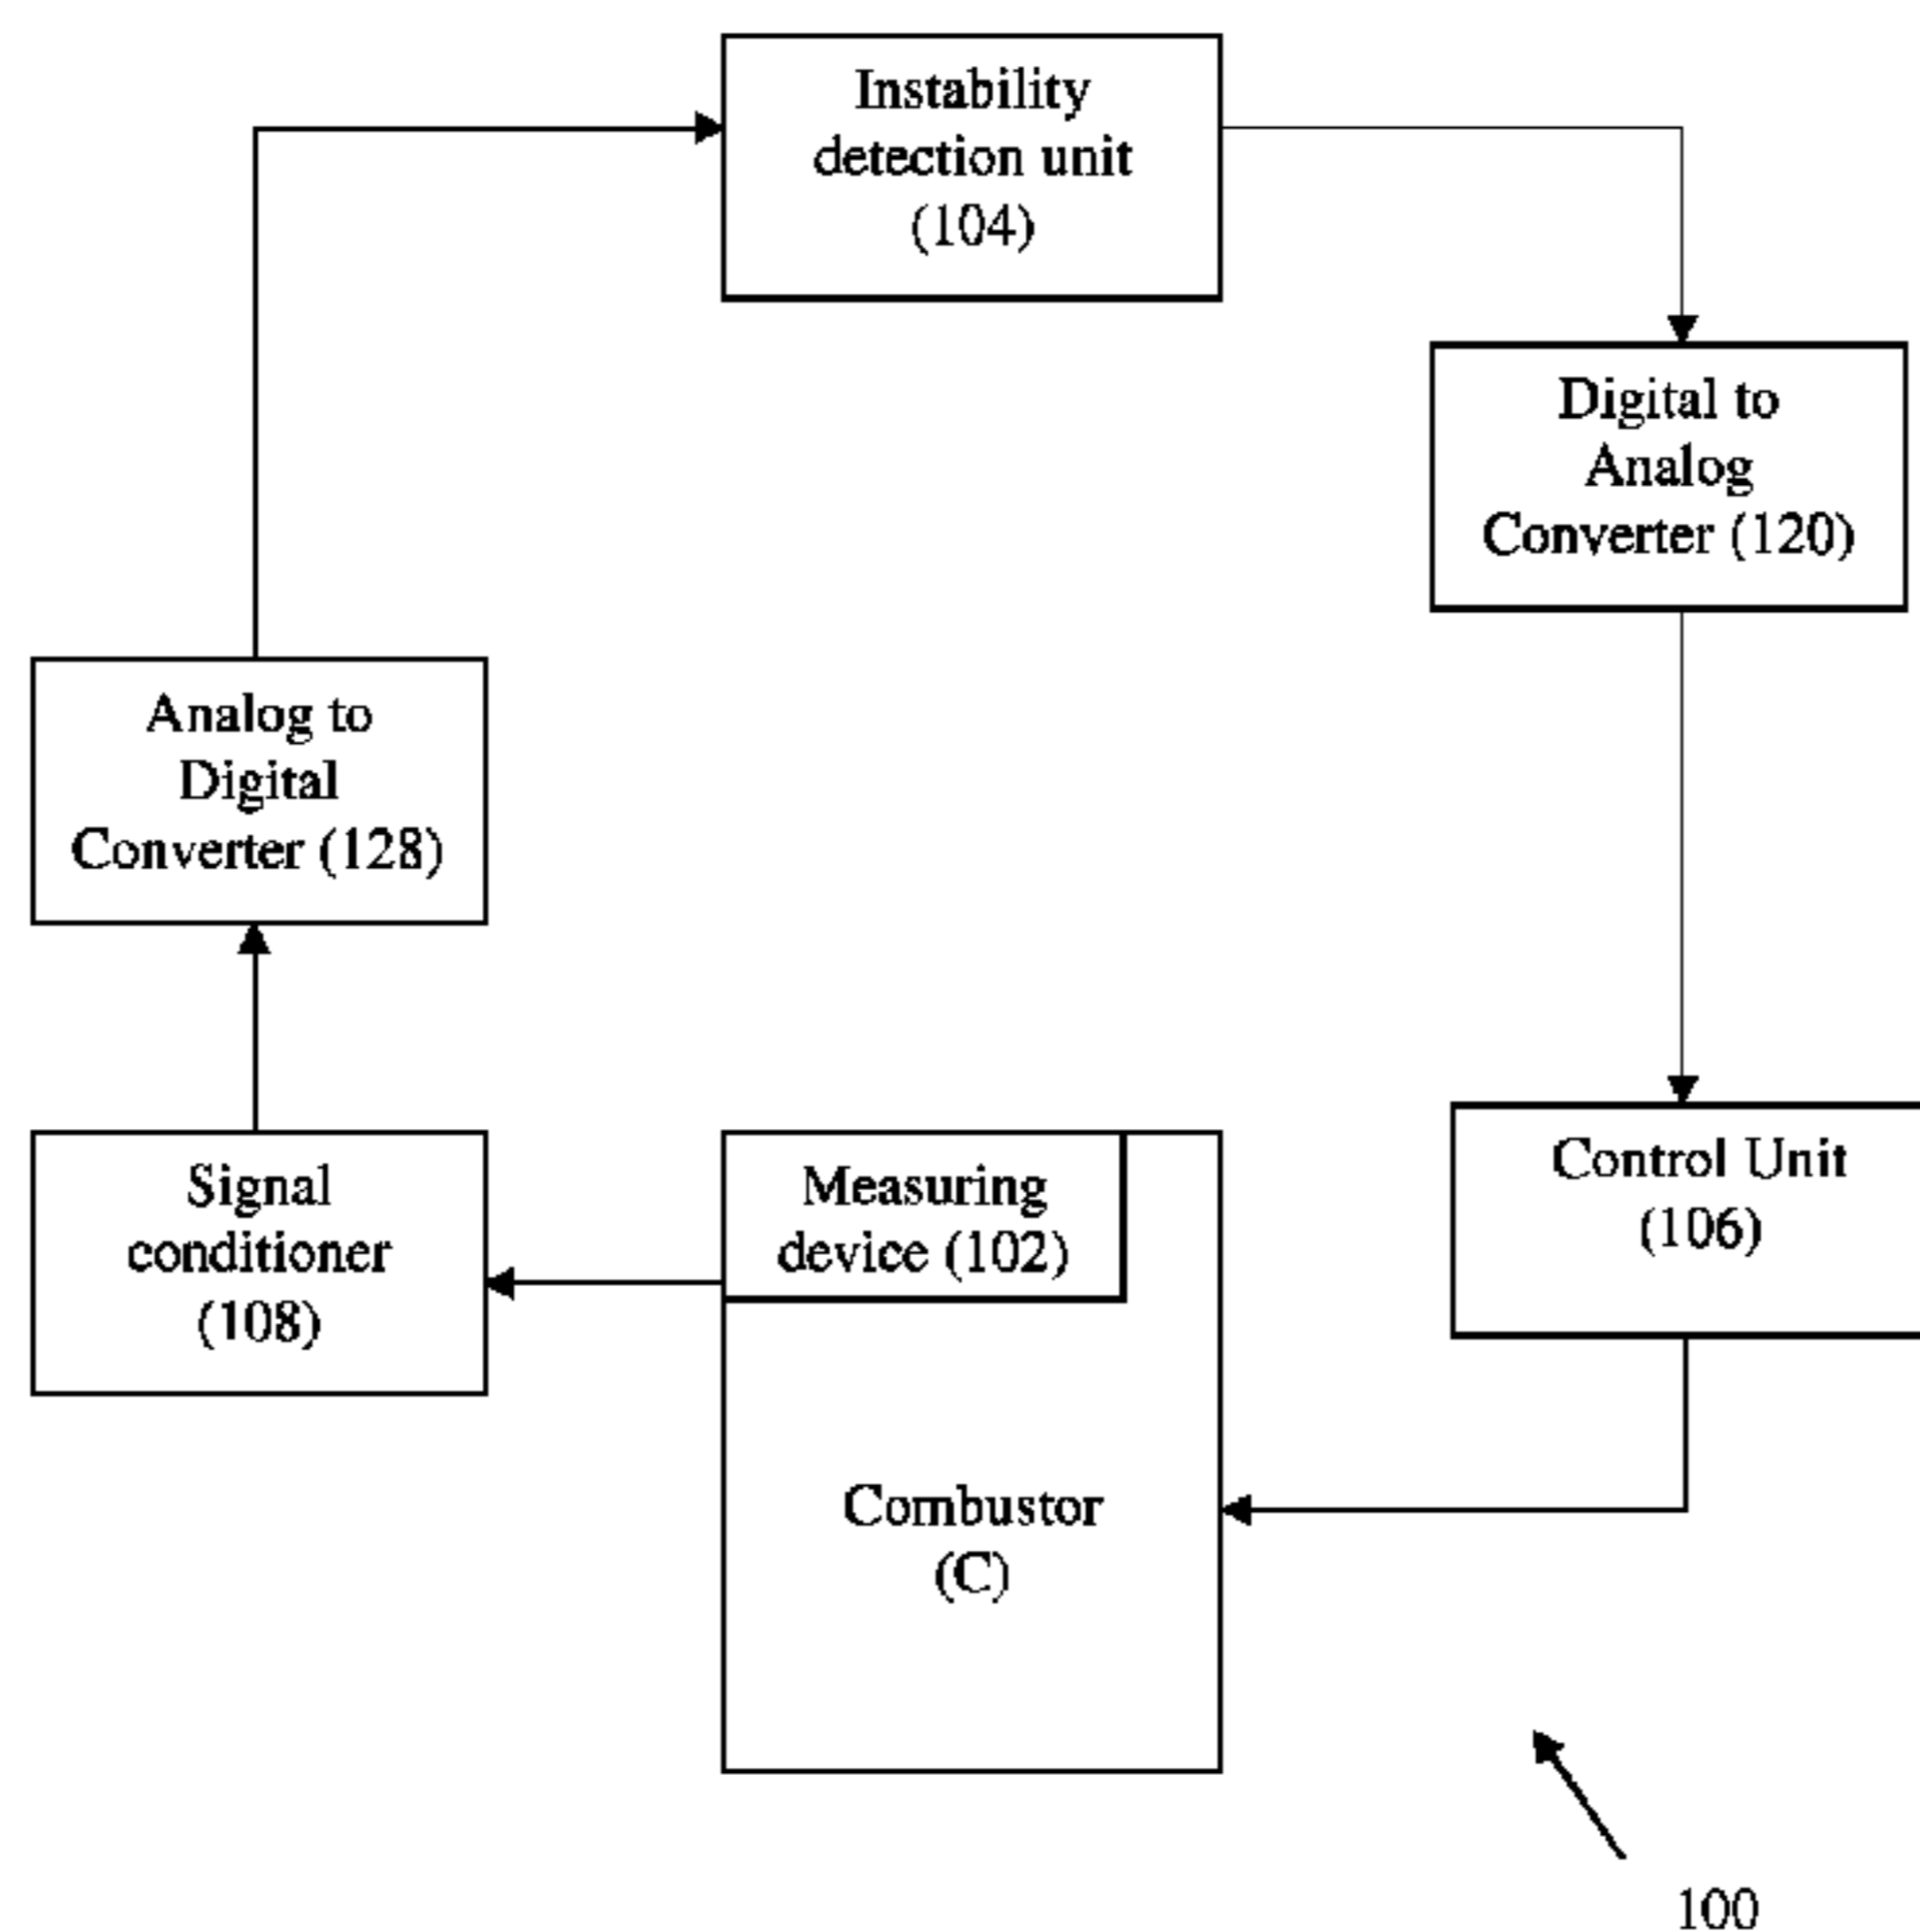 Instability
detection unit
(104)
Digital to
Analog
Converter (120)
Analog to
Digital
Converter (128)
Signal
conditioner
(108)
Measuring
device (102)
Control Unit
(106)
Combustor
(C)
100